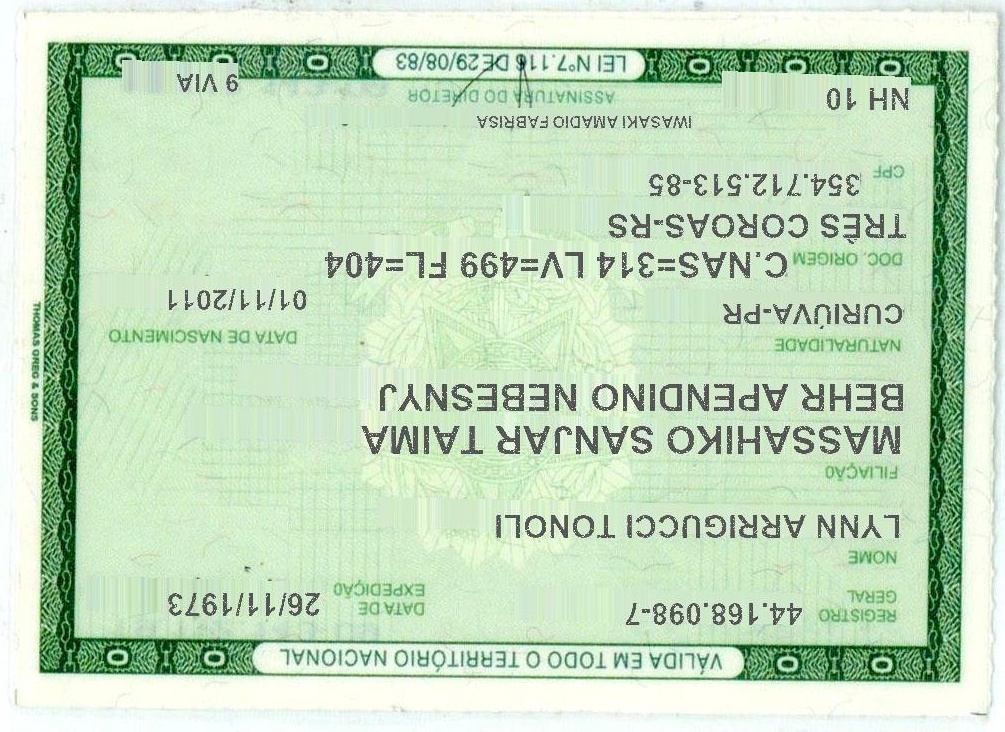 VÁLIDA EM TODO O TERRITÓRIO NACIONAL
REGISTRO GERAL 44.168.098-7 DATA DE EXPEDIÇÃO 26/11/1973
NOME
LYNN ARRIGUCCI TONOLI
FILIAÇÃO
MASSAHIKO SANJAR TAIMA
BEHR APENDINO NEBESNYJ
NATURALIDADE DATA DE NASCIMENTO
CURIÚVA-PR 01/11/2011
DOC. ORIGEM C.NAS=314 LV=499 FL=404
TRÊS COROAS-RS
CPF 354.712.513-85
IWASAKI AMADIO FABRISA
NH 10 ASSINATURA DO DIRETOR 9 VIA
LEI Nº7.116 DE 29/08/83
THOMAS GREG & SONS